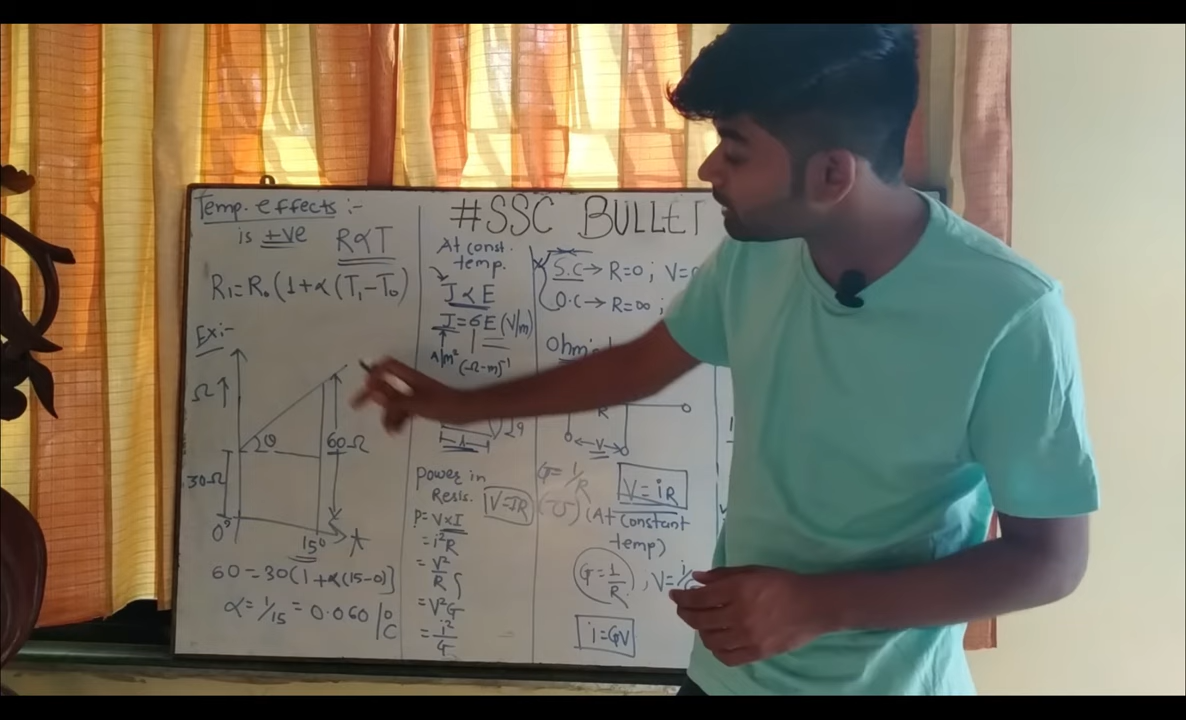 Temp. effects :-
is +ve
RαT
R₁=R₀(1+α(T₁-T₀)
Ex:-
Ω ↑
θ
60Ω
30Ω
0°
15°
60=30(1+α(15-0)]
α=1/15=0.060/°C
#SSC BULLET
At const.
temp.
J α E
J=σE(V/m)
A/m²
Power in
Resis.
V=IR
P=V×I
=i²R
=V²/R
=V²G
=i²/G
S.C→ R=0; V=
O.C→ R=∞;
R
V
G=1/R
(℧)
V=iR
(At constant
temp)
G=1/R, V=i/
i=GV